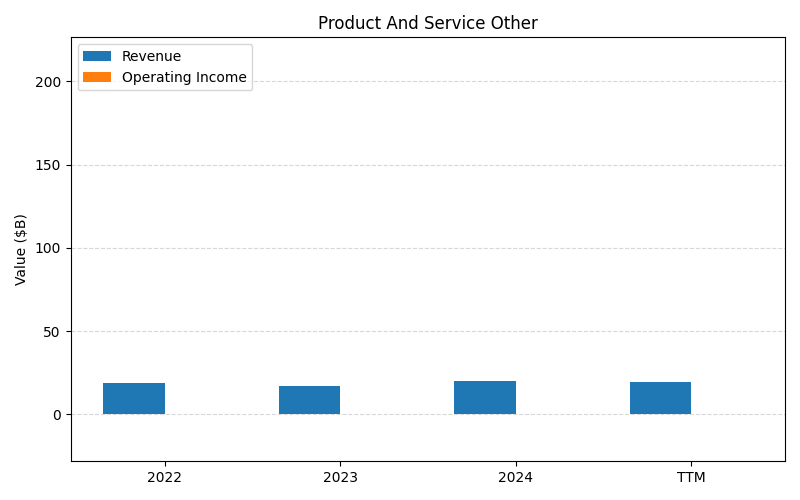 Product And Service Other
Revenue
Operating Income
Value ($B)
200
150
100
50
0
2022 2023 2024 TTM